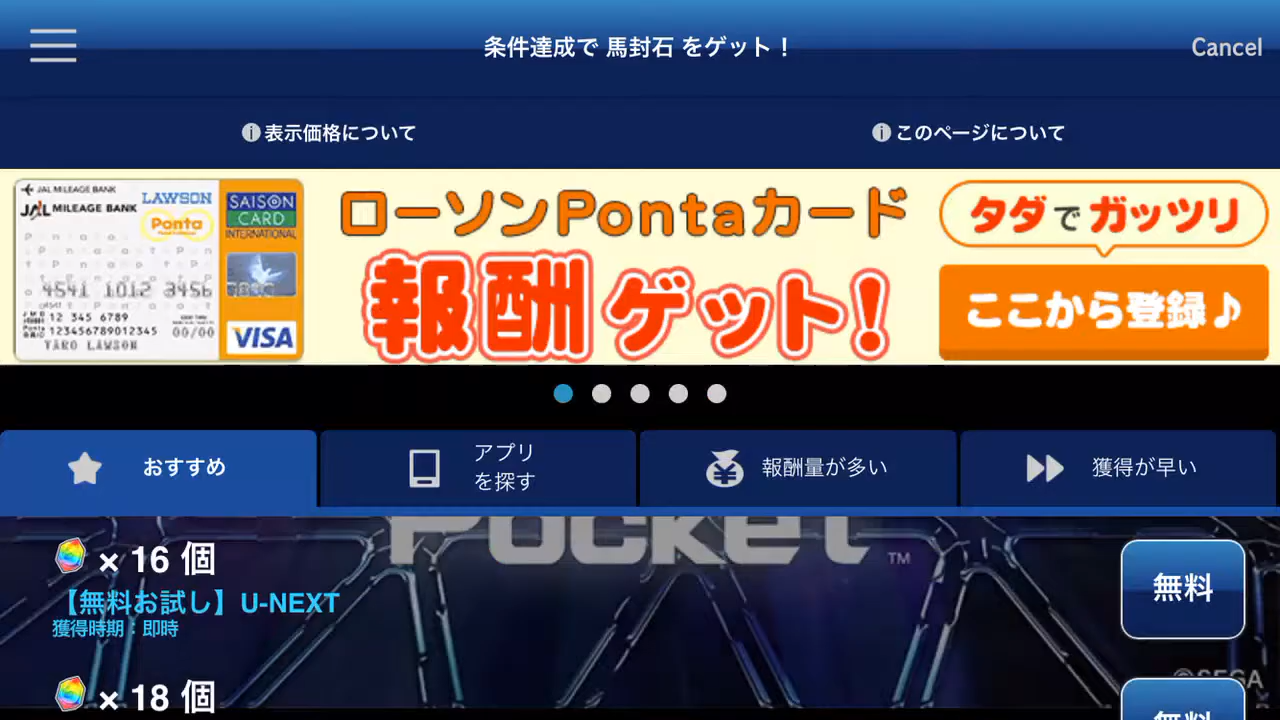 条件達成で 馬封石 をゲット！
Cancel
表示価格について
このページについて
JAL MILEAGE BANK
LAWSON
JAL MILEAGE BANK
Ponta
SAISON
CARD
INTERNATIONAL
4541 1012 3456
12 345 6789
123456789012345
00/00
TARO LAWSON
VISA
ローソンPontaカード
報酬ゲット!
タダでガッツリ
ここから登録♪
おすすめ
アプリ
を探す
報酬量が多い
獲得が早い
Pocket
TM
× 16 個
【無料お試し】U-NEXT
獲得時期：即時
無料
©SEGA
× 18 個
無料